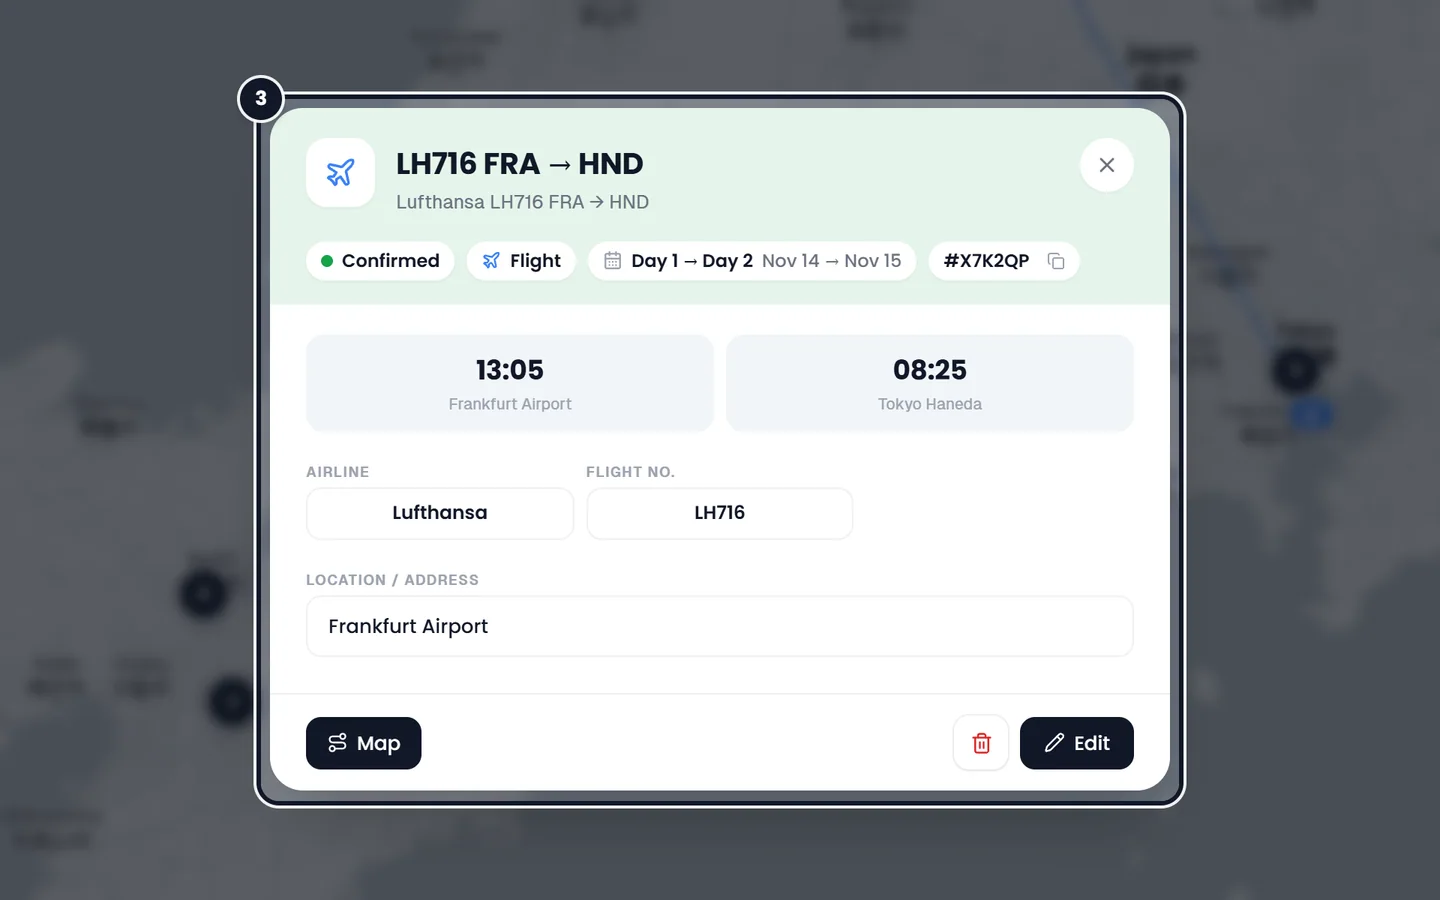 3
LH716 FRA → HND
Lufthansa LH716 FRA → HND
Confirmed
Flight
Day 1 → Day 2 Nov 14 → Nov 15
#X7K2QP
13:05
Frankfurt Airport
08:25
Tokyo Haneda
AIRLINE
Lufthansa
FLIGHT NO.
LH716
LOCATION / ADDRESS
Frankfurt Airport
Map
Edit